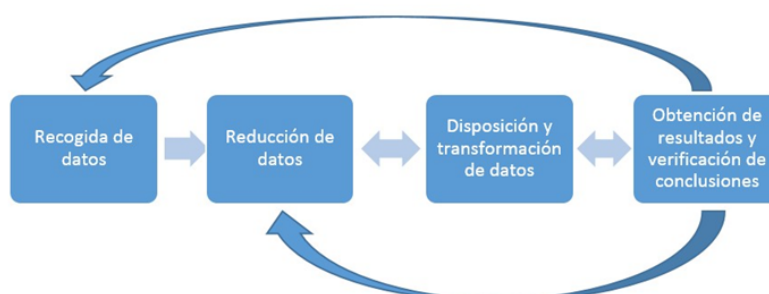 Recogida de
datos
Reducción de
datos
Disposición y
transformación
de datos
Obtención de
resultados y
verificación de
conclusiones